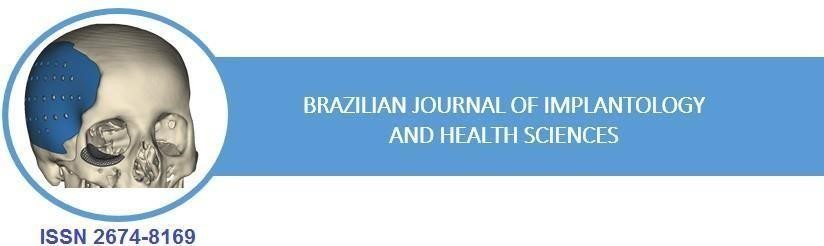 BRAZILIAN JOURNAL OF IMPLANTOLOGY
AND HEALTH SCIENCES
ISSN 2674-8169